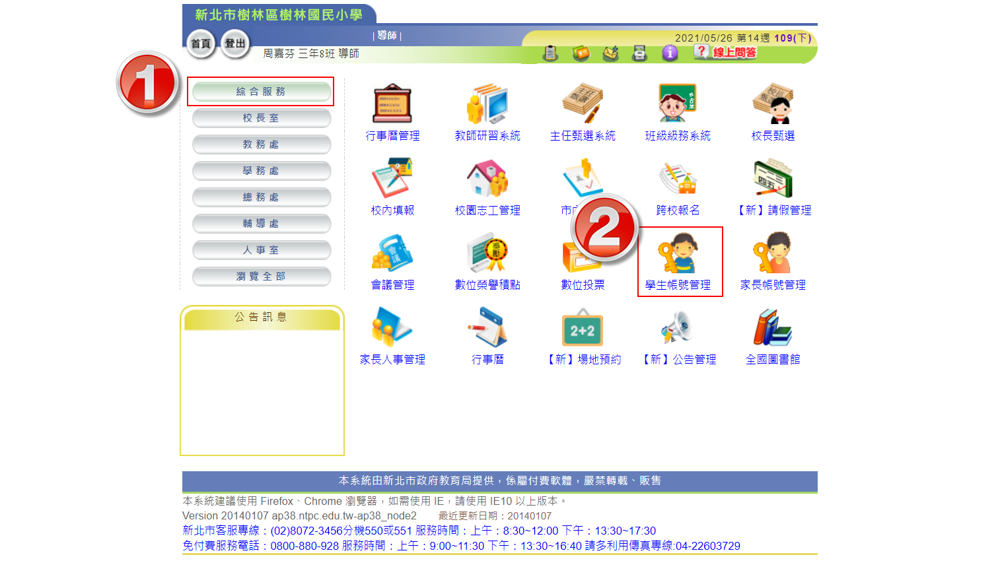 新北市樹林區樹林國民小學
首頁
登出
| 導師 |
2021/05/26 第14週 109(下)
周嘉芬 三年8班 導師
? 線上問答
1
綜合服務
校長室
教務處
學務處
總務處
輔導處
人事室
瀏覽全部
公告訊息
行事曆管理
教師研習系統
主任甄選系統
班級級務系統
校長甄選
校內填報
校園志工管理
市
2
跨校報名
【新】請假管理
會議管理
數位榮譽積點
數位投票
學生帳號管理
家長帳號管理
家長人事管理
行事曆
2+2
【新】場地預約
【新】公告管理
全國圖書館
本系統由新北市政府教育局提供，係屬付費軟體，嚴禁轉載、販售
本系統建議使用 Firefox、Chrome 瀏覽器，如需使用 IE，請使用 IE10 以上版本。
Version 20140107 ap38.ntpc.edu.tw-ap38_node2 最近更新日期：20140107
新北市客服專線：(02)8072-3456分機550或551 服務時間：上午：8:30~12:00 下午：13:30~17:30
免付費服務電話：0800-880-928 服務時間：上午：9:00~11:30 下午：13:30~16:40 請多利用傳真專線:04-22603729